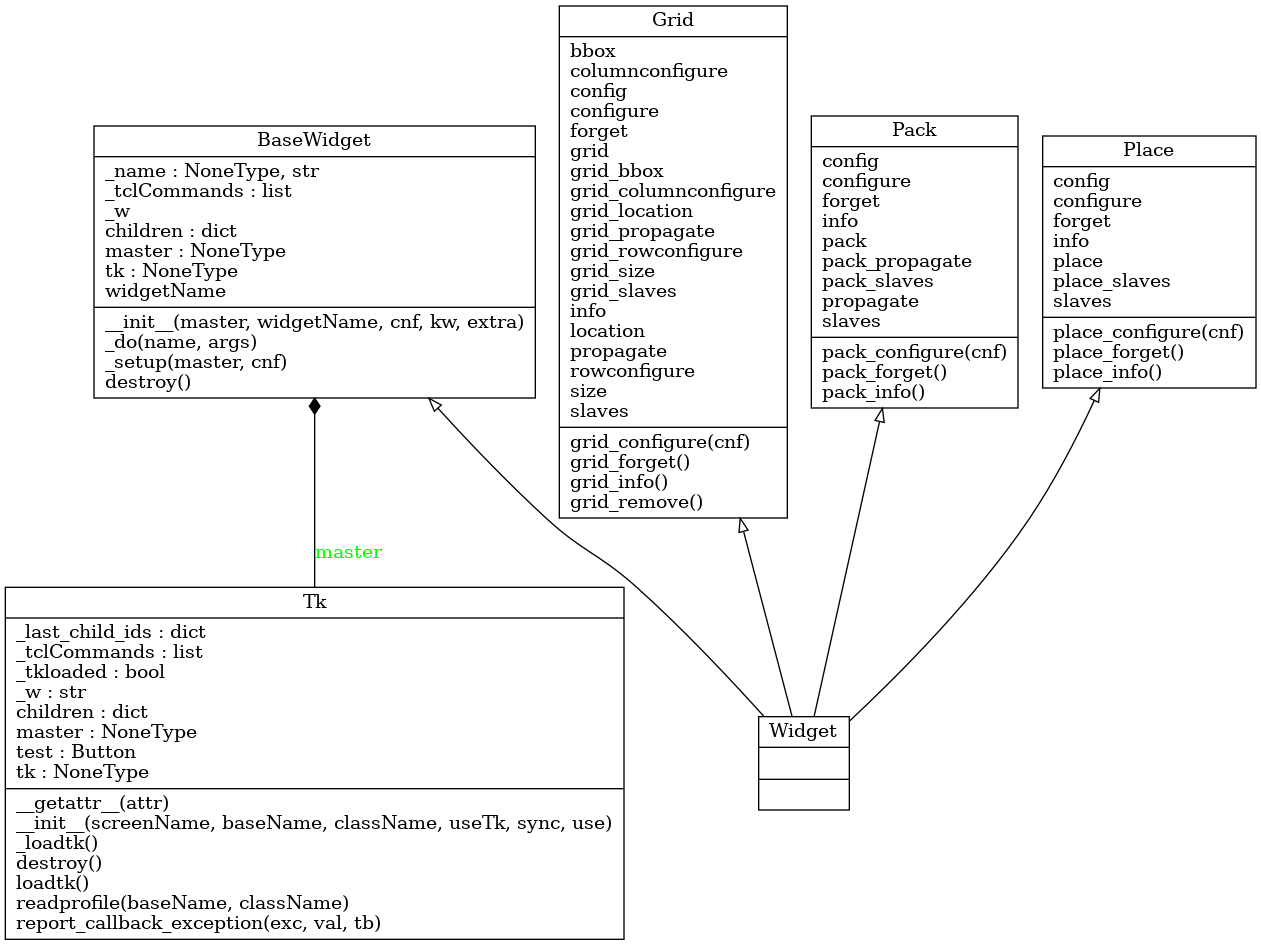 BaseWidget
_name : NoneType, str
_tclCommands : list
_w
children : dict
master : NoneType
tk : NoneType
widgetName
__init__(master, widgetName, cnf, kw, extra)
_do(name, args)
_setup(master, cnf)
destroy()
Grid
bbox
columnconfigure
config
configure
forget
grid
grid_bbox
grid_columnconfigure
grid_location
grid_propagate
grid_rowconfigure
grid_size
grid_slaves
info
location
propagate
rowconfigure
size
slaves
grid_configure(cnf)
grid_forget()
grid_info()
grid_remove()
Pack
config
configure
forget
info
pack
pack_propagate
pack_slaves
propagate
slaves
pack_configure(cnf)
pack_forget()
pack_info()
Place
config
configure
forget
info
place
place_slaves
slaves
place_configure(cnf)
place_forget()
place_info()
master
Tk
_last_child_ids : dict
_tclCommands : list
_tkloaded : bool
_w : str
children : dict
master : NoneType
test : Button
tk : NoneType
__getattr__(attr)
__init__(screenName, baseName, className, useTk, sync, use)
_loadtk()
destroy()
loadtk()
readprofile(baseName, className)
report_callback_exception(exc, val, tb)
Widget